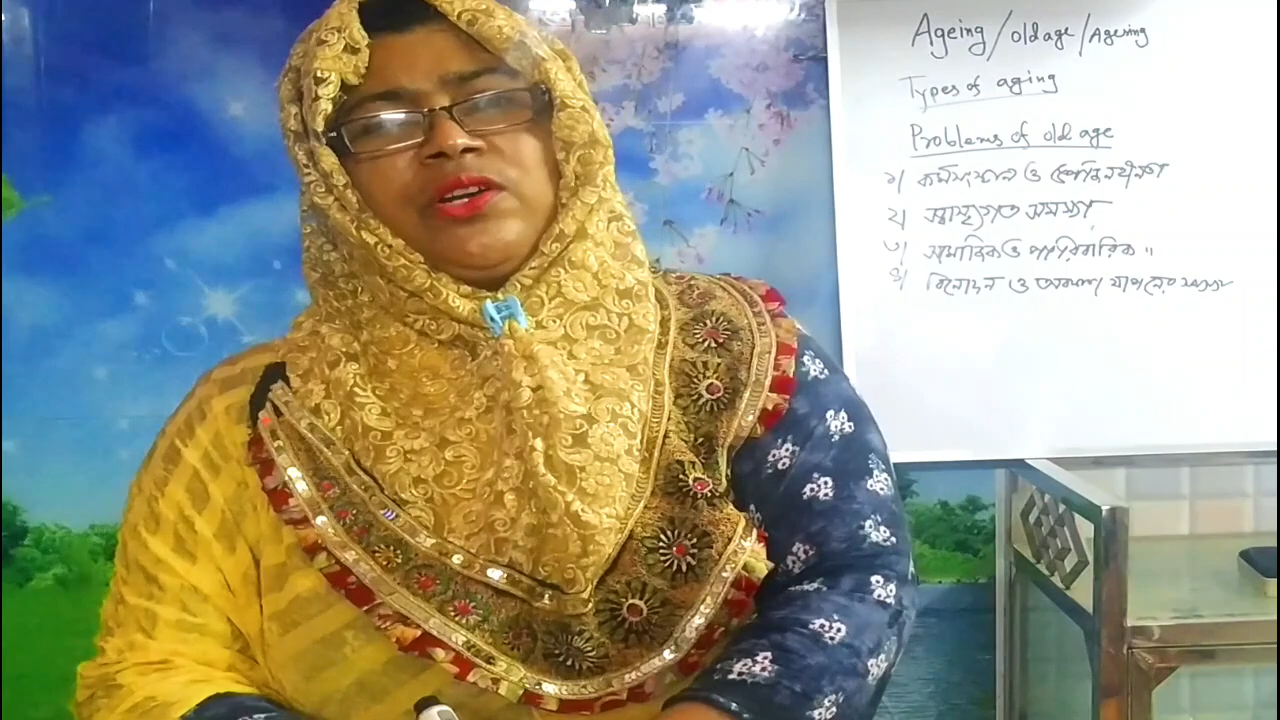 Ageing / old age / Ageing
Types of aging
Problems of old age
১। কর্মসংস্থান ও
২। স্বাস্থ্যগত সমস্যা
৩। সামাজিক ও পারিবারিক "
৪। বিনোদন ও অবসর যাপনের সমস্যা